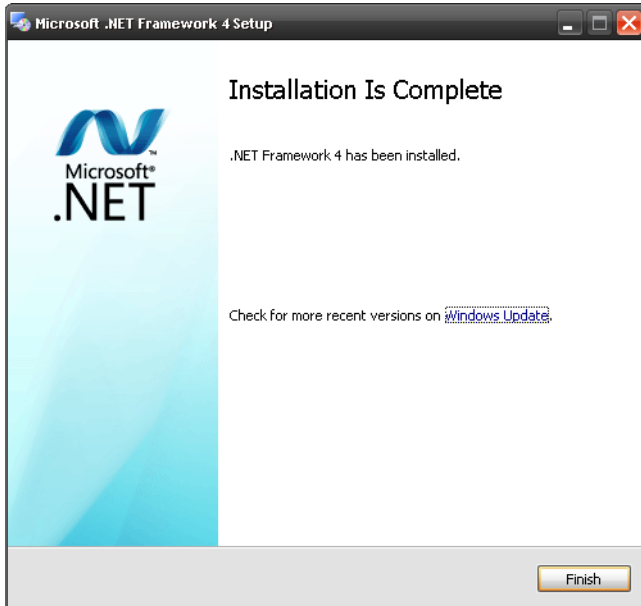 Microsoft .NET Framework 4 Setup
Installation Is Complete
.NET Framework 4 has been installed.
Microsoft®
.NET
™
Check for more recent versions on Windows Update.
Finish